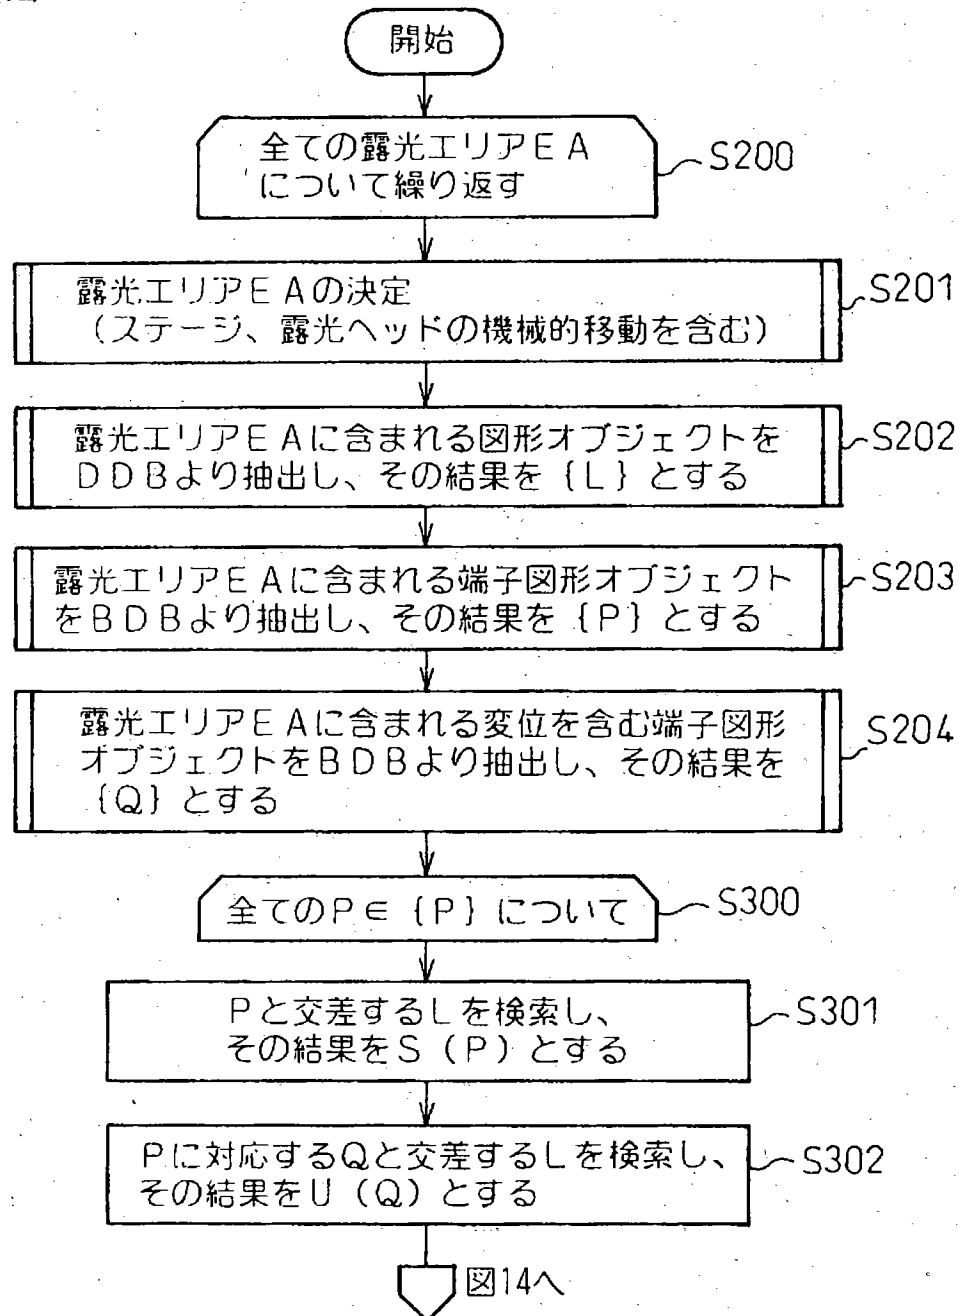 開始
全ての露光エリアEA
について繰り返す
S200
露光エリアEAの決定
(ステージ、露光ヘッドの機械的移動を含む)
S201
露光エリアEAに含まれる図形オブジェクトを
DDBより抽出し、その結果を{L}とする
S202
露光エリアEAに含まれる端子図形オブジェクト
をBDBより抽出し、その結果を{P}とする
S203
露光エリアEAに含まれる変位を含む端子図形
オブジェクトをBDBより抽出し、その結果を
{Q}とする
S204
全てのP∈{P}について
S300
Pと交差するLを検索し、
その結果をS(P)とする
S301
Pに対応するQと交差するLを検索し、
その結果をU(Q)とする
S302
図14へ